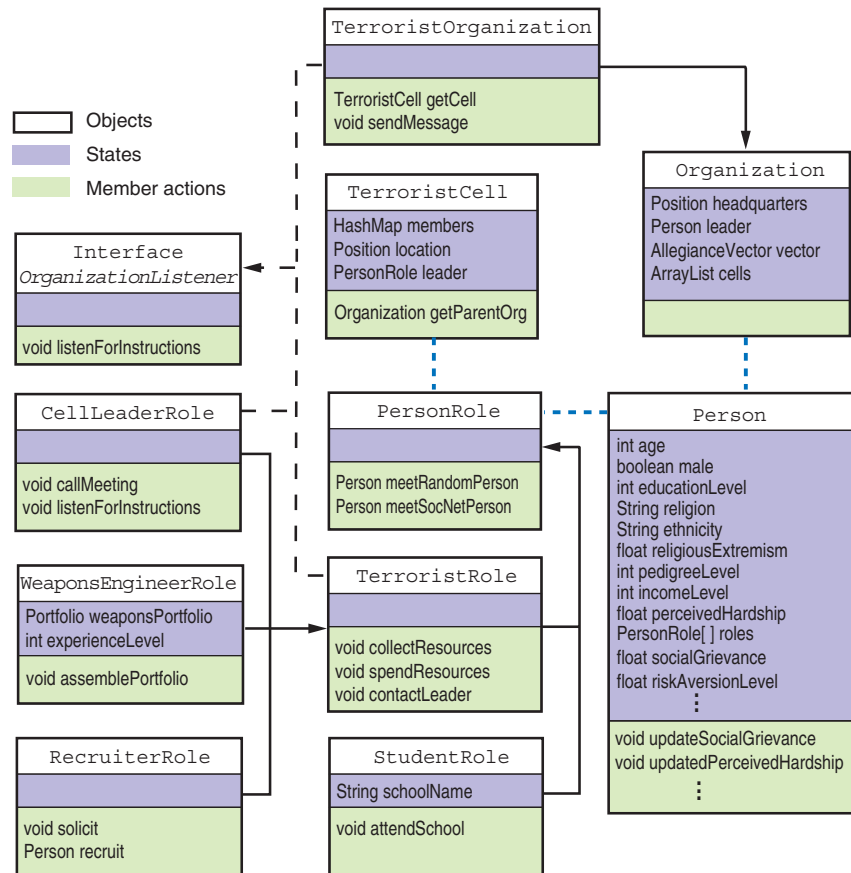 TerroristOrganization
TerroristCell getCell
void sendMessage
Objects
States
Member actions
Organization
Position headquarters
Person leader
AllegianceVector vector
ArrayList cells
TerroristCell
HashMap members
Position location
PersonRole leader
Organization getParentOrg
Interface
OrganizationListener
void listenForInstructions
CellLeaderRole
void callMeeting
void listenForInstructions
PersonRole
Person meetRandomPerson
Person meetSocNetPerson
Person
int age
boolean male
int educationLevel
String religion
String ethnicity
float religiousExtremism
int pedigreeLevel
int incomeLevel
float perceivedHardship
PersonRole[ ] roles
float socialGrievance
float riskAversionLevel
⋮
void updateSocialGrievance
void updatedPerceivedHardship
⋮
WeaponsEngineerRole
Portfolio weaponsPortfolio
int experienceLevel
void assemblePortfolio
TerroristRole
void collectResources
void spendResources
void contactLeader
RecruiterRole
void solicit
Person recruit
StudentRole
String schoolName
void attendSchool